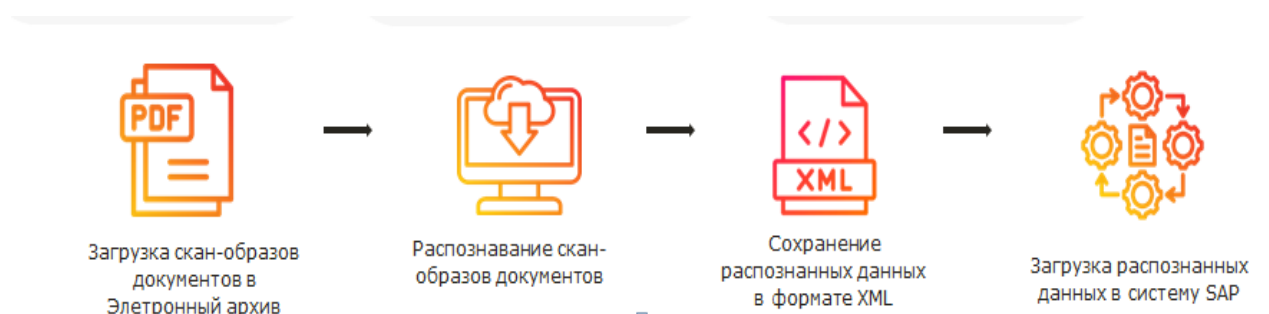 PDF
Загрузка скан-образов
документов в
Элетронный архив
Распознавание скан-
образов документов
</>
XML
Сохранение
распознанных данных
в формате XML
Загрузка распознанных
данных в систему SAP